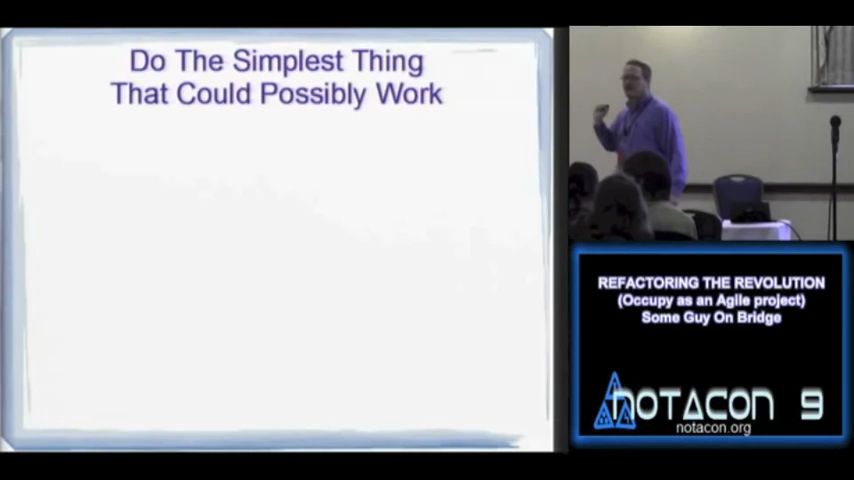 Do The Simplest Thing
That Could Possibly Work
REFACTORING THE REVOLUTION
(Occupy as an Agile project)
Some Guy On Bridge
NOTACON 9
notacon.org